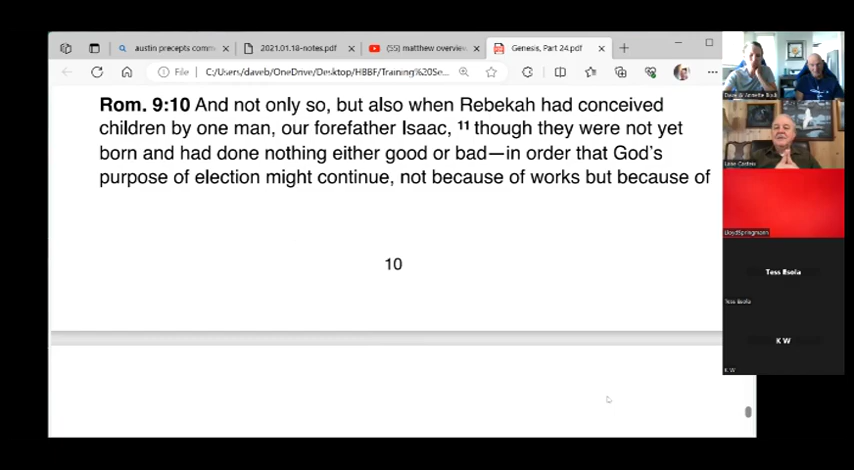 austin precepts comm
2021.01.18-notes.pdf
(55) matthew overview
Genesis, Part 24.pdf
File
C:/Users/daveb/OneDrive/Desktop/HBBF/Training%20Se...
Rom. 9:10 And not only so, but also when Rebekah had conceived
children by one man, our forefather Isaac, 11 though they were not yet
born and had done nothing either good or bad—in order that God's
purpose of election might continue, not because of works but because of
10
Dave & Annette Budi
LloydSpringmann
Tess Esola
Tess Esola
K W
K W